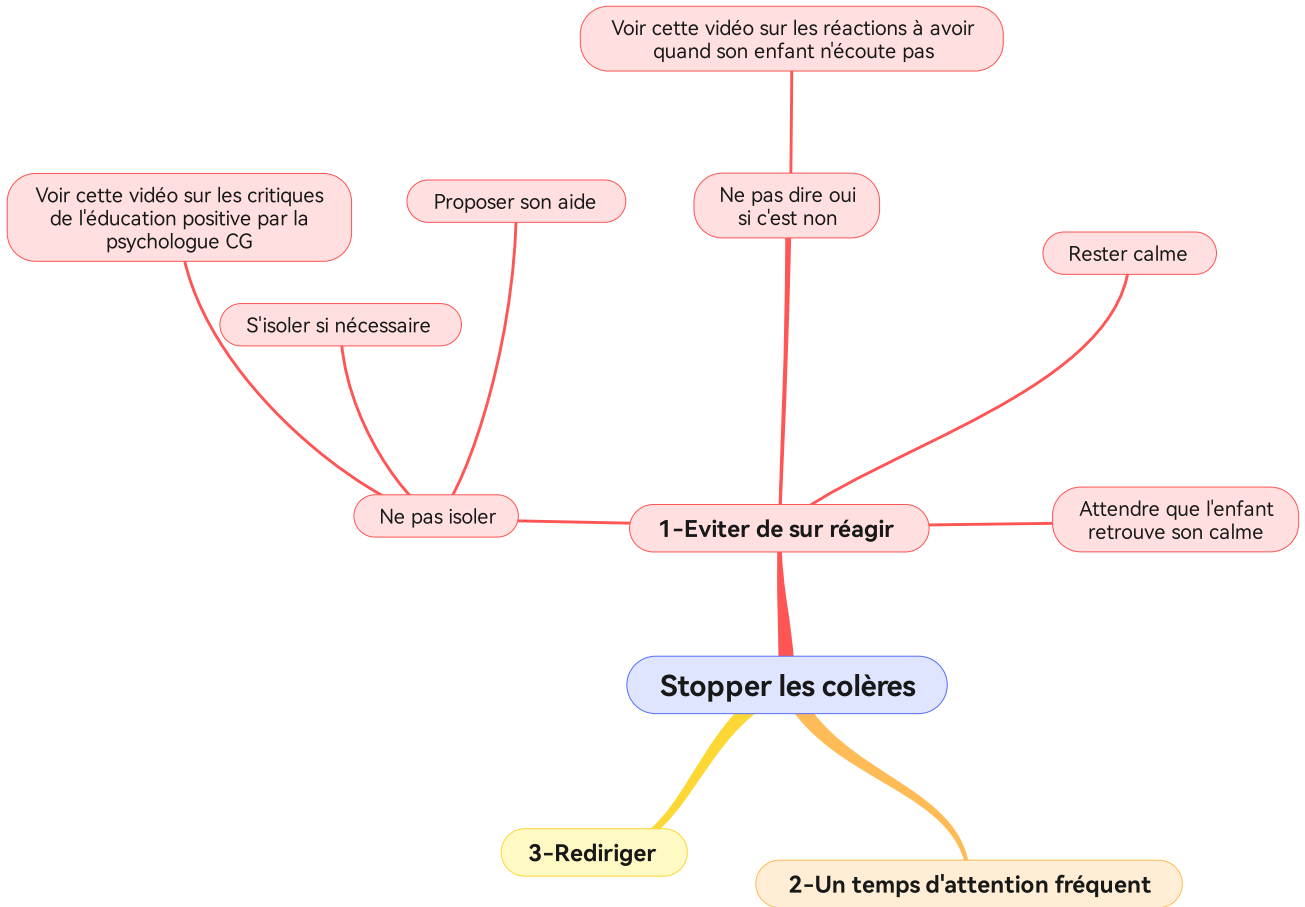 Voir cette vidéo sur les réactions à avoir
quand son enfant n'écoute pas
Voir cette vidéo sur les critiques
de l'éducation positive par la
psychologue CG
Proposer son aide
Ne pas dire oui
si c'est non
Rester calme
S'isoler si nécessaire
Ne pas isoler
1-Eviter de sur réagir
Attendre que l'enfant
retrouve son calme
Stopper les colères
3-Rediriger
2-Un temps d'attention fréquent